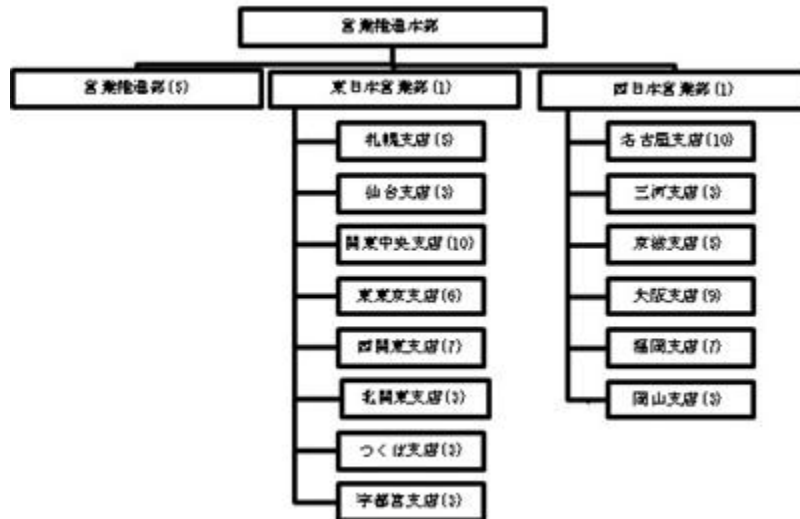 営業推進本部
営業推進部(5)
東日本営業部(1)
西日本営業部(1)
札幌支店(5)
仙台支店(3)
関東中央支店(10)
東東京支店(6)
西関東支店(7)
北関東支店(3)
つくば支店(3)
宇都宮支店(3)
名古屋支店(10)
三河支店(3)
京滋支店(5)
大阪支店(9)
福岡支店(7)
岡山支店(3)